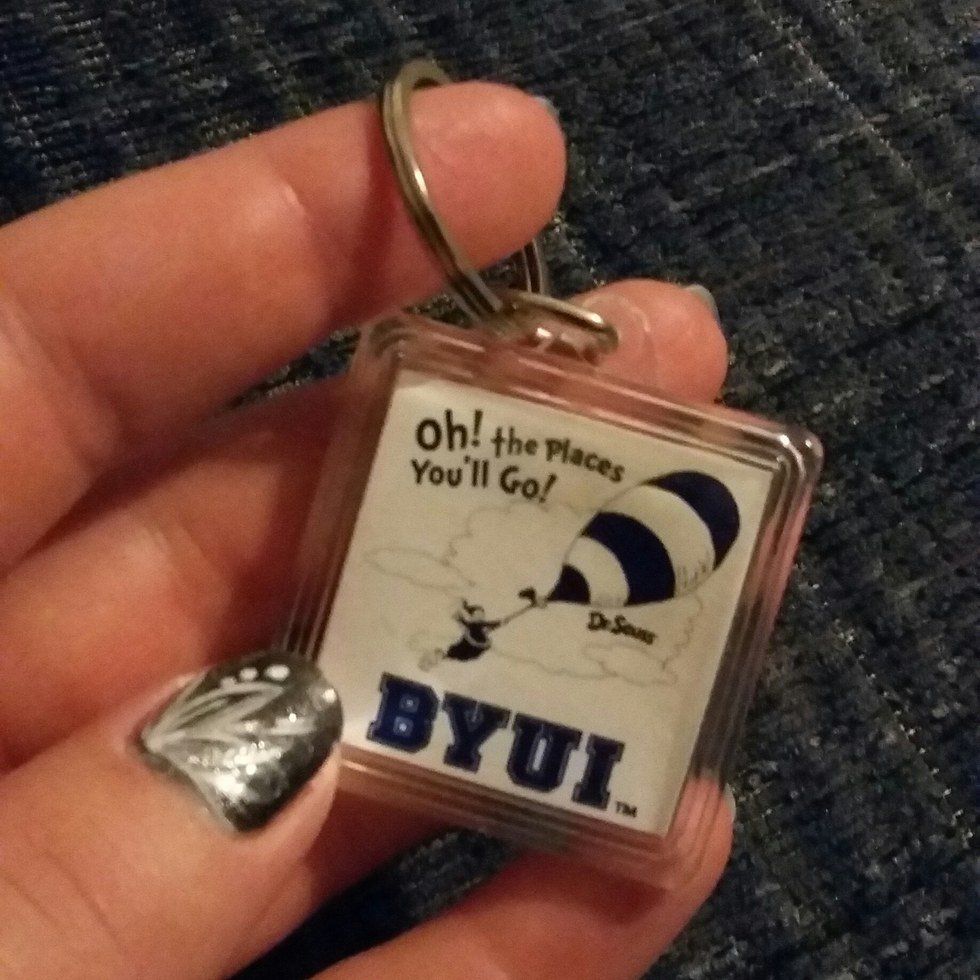 oh! the Places
You'll Go!
Dr. Seuss
BYUI
TM